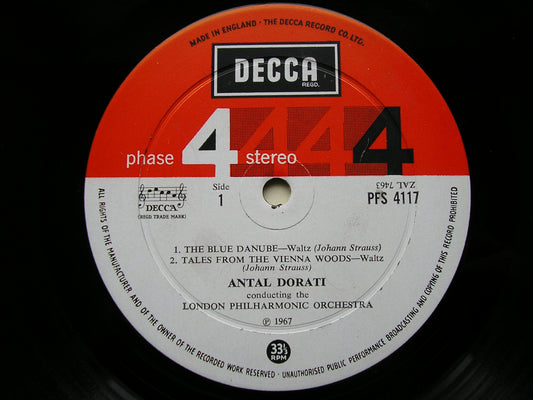 MADE IN ENGLAND · THE DECCA RECORD CO. LTD.
DECCA
REGD.
phase 4 stereo 4 4 4
Side
1
ZAL 7463
PFS 4117
DECCA
(REGD. TRADE MARK)
1. THE BLUE DANUBE—Waltz (Johann Strauss)
2. TALES FROM THE VIENNA WOODS—Waltz
(Johann Strauss)
ANTAL DORATI
conducting the
LONDON PHILHARMONIC ORCHESTRA
℗ 1967
33⅓
RPM
ALL RIGHTS OF THE MANUFACTURER AND OF THE OWNER OF THE RECORDED WORK RESERVED · UNAUTHORISED PUBLIC PERFORMANCE BROADCASTING AND COPYING OF THIS RECORD PROHIBITED